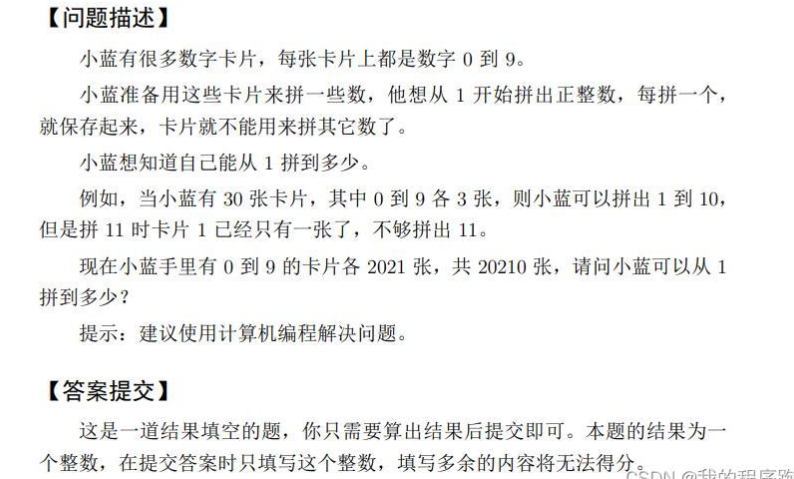 【问题描述】
小蓝有很多数字卡片，每张卡片上都是数字 0 到 9。
小蓝准备用这些卡片来拼一些数，他想从 1 开始拼出正整数，每拼一个，
就保存起来，卡片就不能用来拼其它数了。
小蓝想知道自己能从 1 拼到多少。
例如，当小蓝有 30 张卡片，其中 0 到 9 各 3 张，则小蓝可以拼出 1 到 10，
但是拼 11 时卡片 1 已经只有一张了，不够拼出 11。
现在小蓝手里有 0 到 9 的卡片各 2021 张，共 20210 张，请问小蓝可以从 1
拼到多少？
提示：建议使用计算机编程解决问题。
【答案提交】
这是一道结果填空的题，你只需要算出结果后提交即可。本题的结果为一
个整数，在提交答案时只填写这个整数，填写多余的内容将无法得分。
CSDN @我的程序